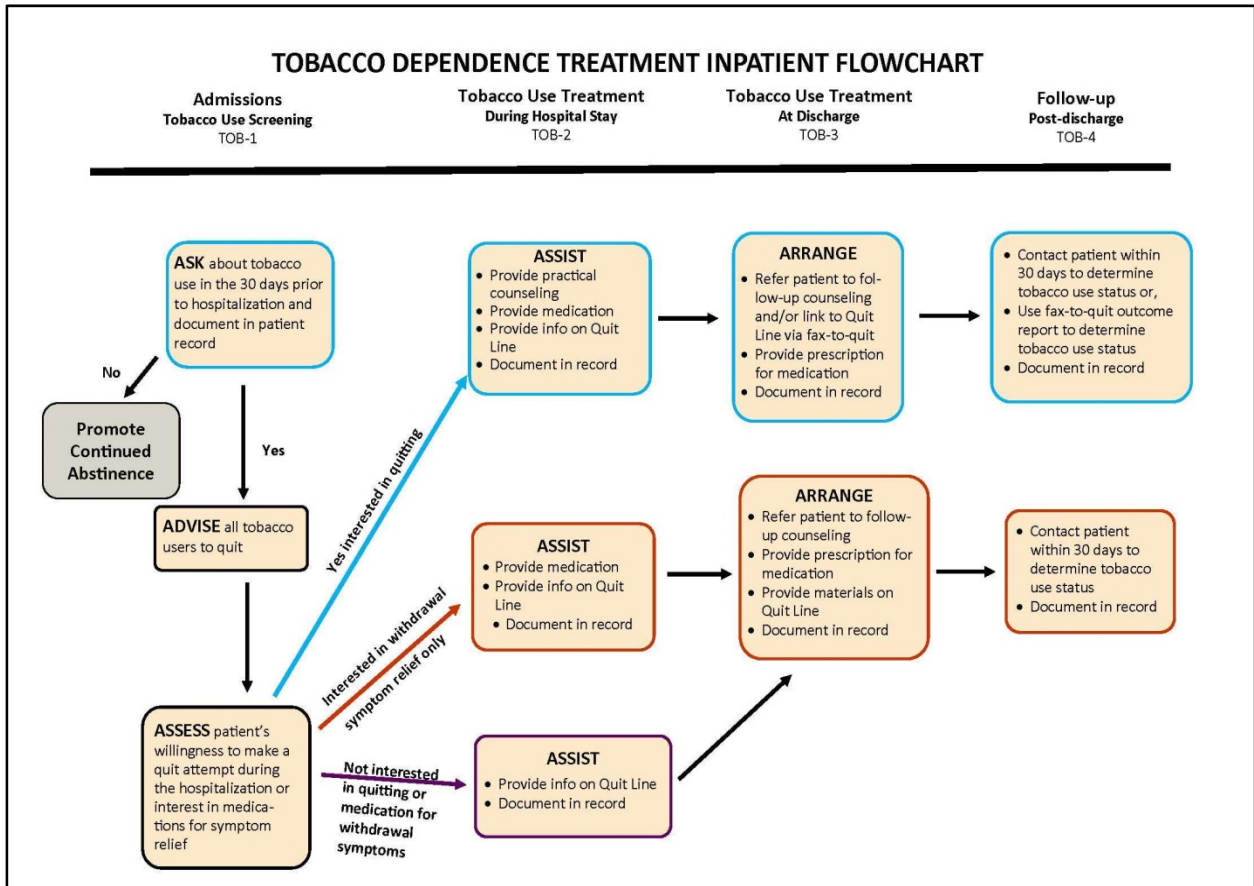 TOBACCO DEPENDENCE TREATMENT INPATIENT FLOWCHART
Admissions
Tobacco Use Screening
TOB-1
Tobacco Use Treatment
During Hospital Stay
TOB-2
Tobacco Use Treatment
At Discharge
TOB-3
Follow-up
Post-discharge
TOB-4
ASK about tobacco
use in the 30 days prior
to hospitalization and
document in patient
record
No
Promote
Continued
Abstinence
Yes
ADVISE all tobacco
users to quit
ASSESS patient's
willingness to make a
quit attempt during
the hospitalization or
interest in medica-
tions for symptom
relief
Yes interested in quitting
ASSIST
• Provide practical
counseling
• Provide medication
• Provide info on Quit
Line
• Document in record
ARRANGE
• Refer patient to fol-
low-up counseling
and/or link to Quit
Line via fax-to-quit
• Provide prescription
for medication
• Document in record
• Contact patient within
30 days to determine
tobacco use status or,
• Use fax-to-quit outcome
report to determine
tobacco use status
• Document in record
Interested in withdrawal
symptom relief only
ASSIST
• Provide medication
• Provide info on Quit
Line
• Document in record
ARRANGE
• Refer patient to follow-
up counseling
• Provide prescription for
medication
• Provide materials on
Quit Line
• Document in record
• Contact patient
within 30 days to
determine tobacco
use status
• Document in record
Not interested
in quitting or
medication for
withdrawal
symptoms
ASSIST
• Provide info on Quit Line
• Document in record